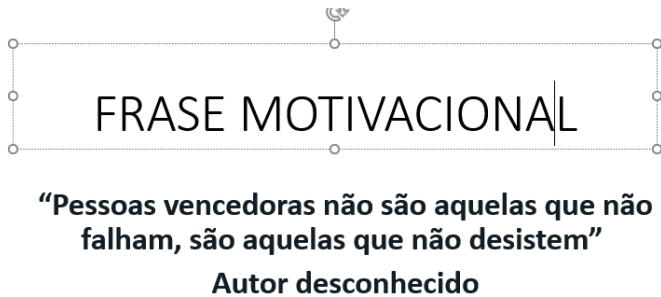 FRASE MOTIVACIONAL
“Pessoas vencedoras não são aquelas que não
falham, são aquelas que não desistem”
Autor desconhecido